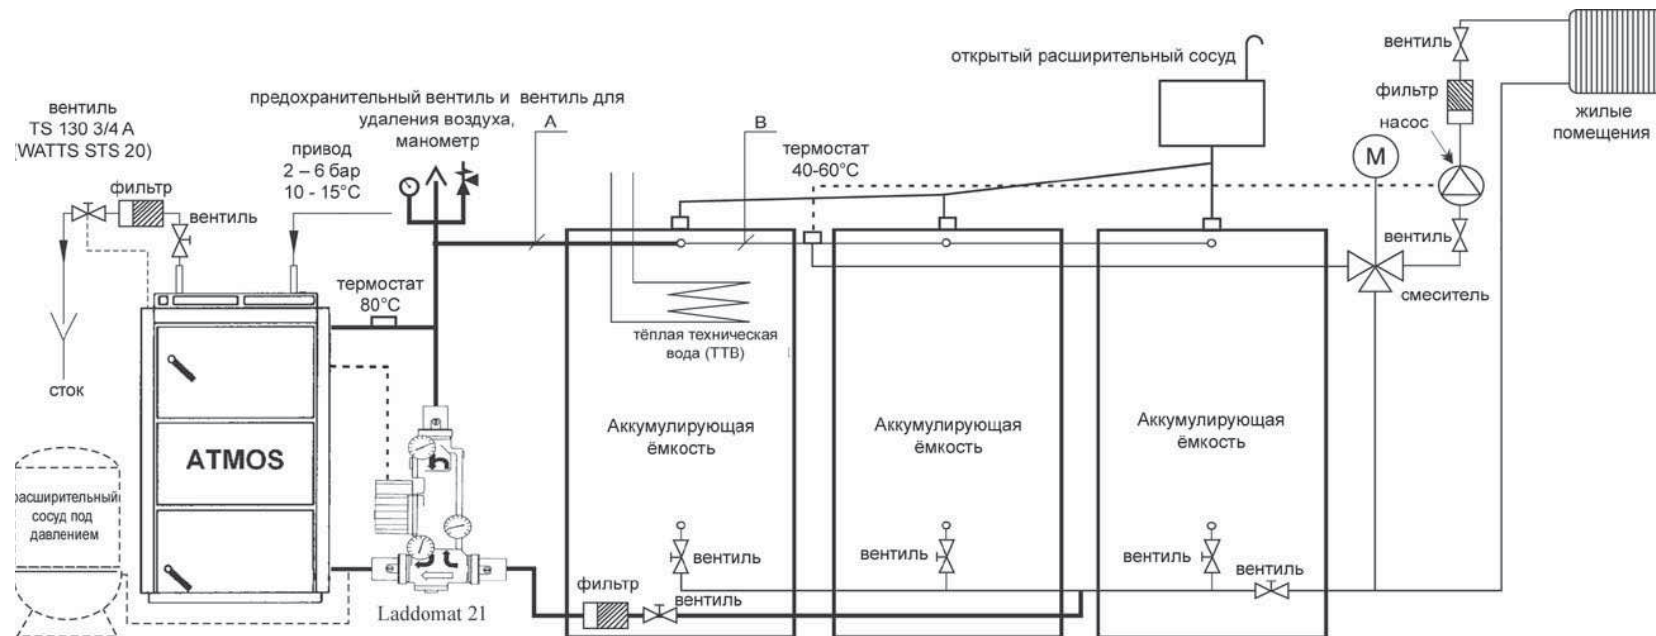 вентиль
TS 130 3/4 A
(WATTS STS 20)
фильтр
вентиль
привод
2 – 6 бар
10 - 15°C
предохранительный вентиль и вентиль для
удаления воздуха,
манометр
A
B
термостат
40-60°C
открытый расширительный сосуд
вентиль
фильтр
насос
M
жилые
помещения
вентиль
смеситель
термостат
80°C
тёплая техническая
вода (ТТВ)
сток
ATMOS
Аккумулирующая
ёмкость
Аккумулирующая
ёмкость
Аккумулирующая
ёмкость
расширительный
сосуд под
давлением
Laddomat 21
вентиль
вентиль
вентиль
вентиль
фильтр
вентиль